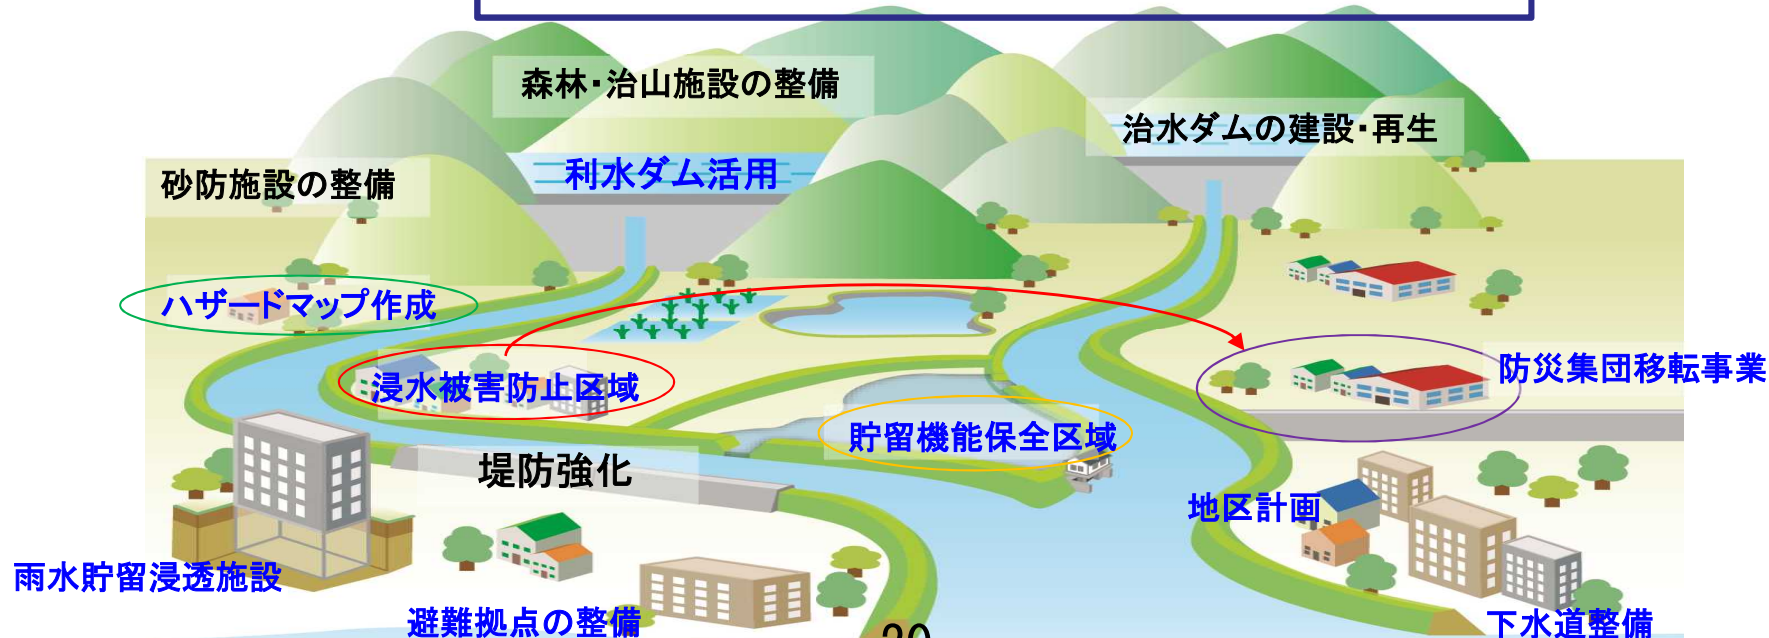 森林・治山施設の整備
治水ダムの建設・再生
利水ダム活用
砂防施設の整備
ハザードマップ作成
浸水被害防止区域
防災集団移転事業
貯留機能保全区域
堤防強化
地区計画
雨水貯留浸透施設
避難拠点の整備
下水道整備
20